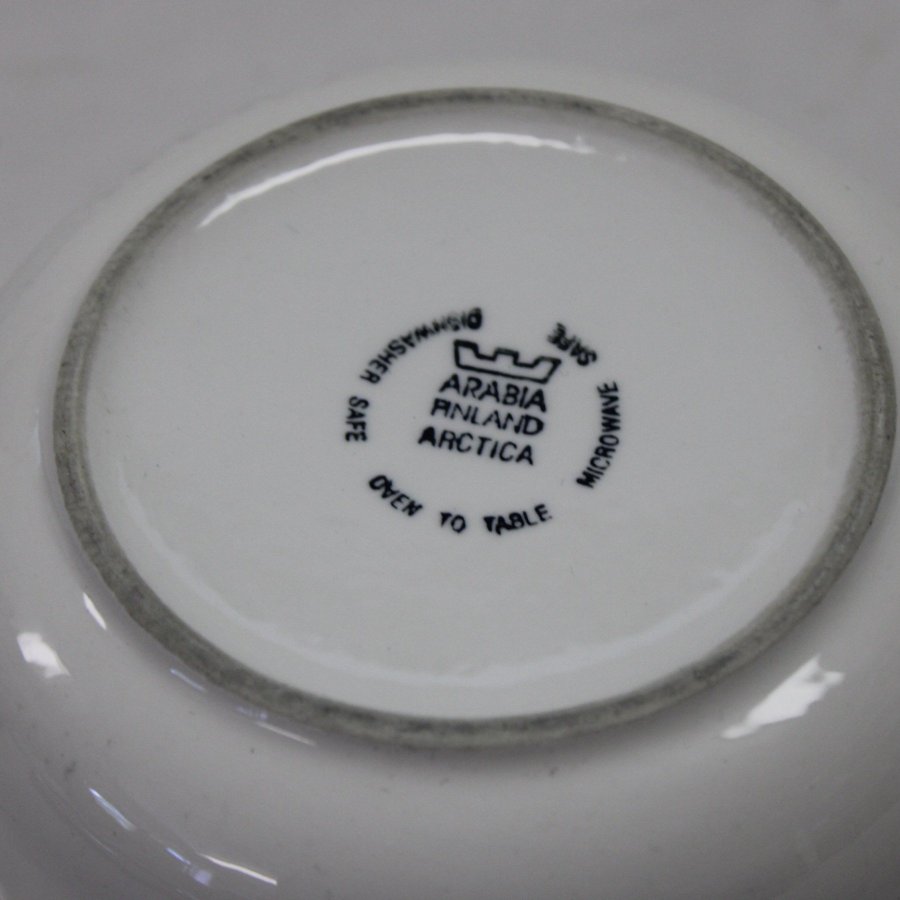 ARABIA
FINLAND
ARCTICA
DISHWASHER SAFE
OVEN TO TABLE
MICROWAVE SAFE